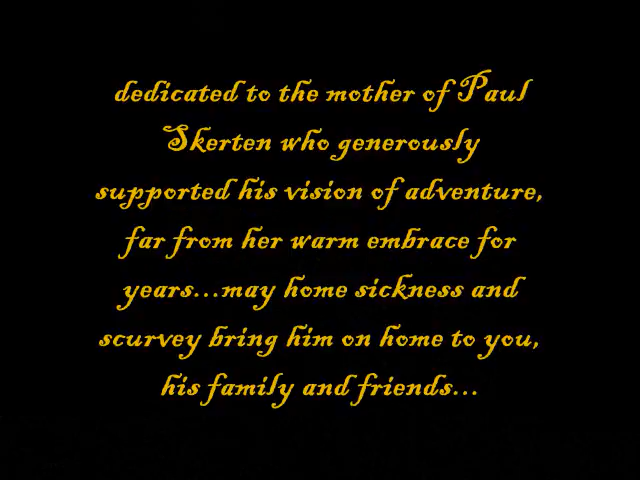 dedicated to the mother of Paul
Skerten who generously
supported his vision of adventure,
far from her warm embrace for
years...may home sickness and
scurvey bring him on home to you,
his family and friends...